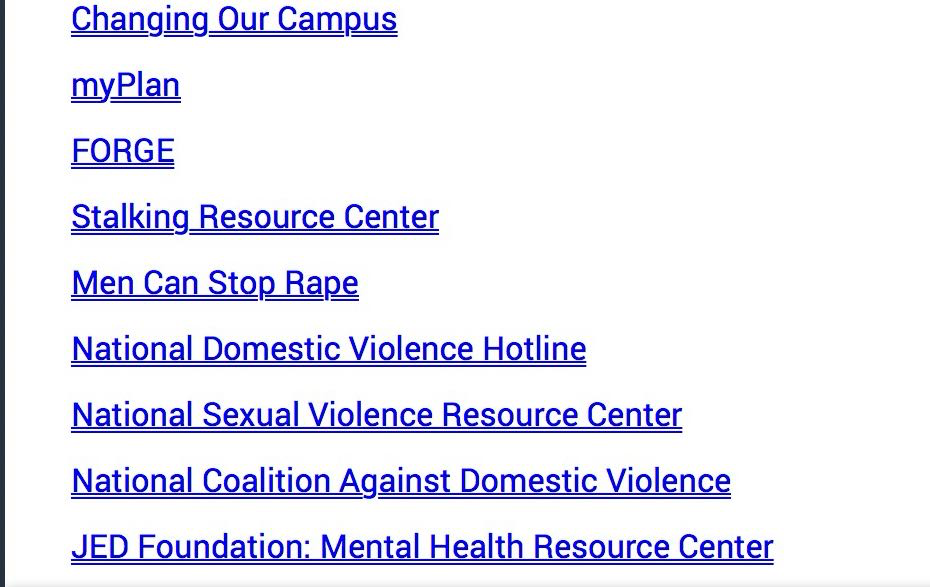 Changing Our Campus
myPlan
FORGE
Stalking Resource Center
Men Can Stop Rape
National Domestic Violence Hotline
National Sexual Violence Resource Center
National Coalition Against Domestic Violence
JED Foundation: Mental Health Resource Center